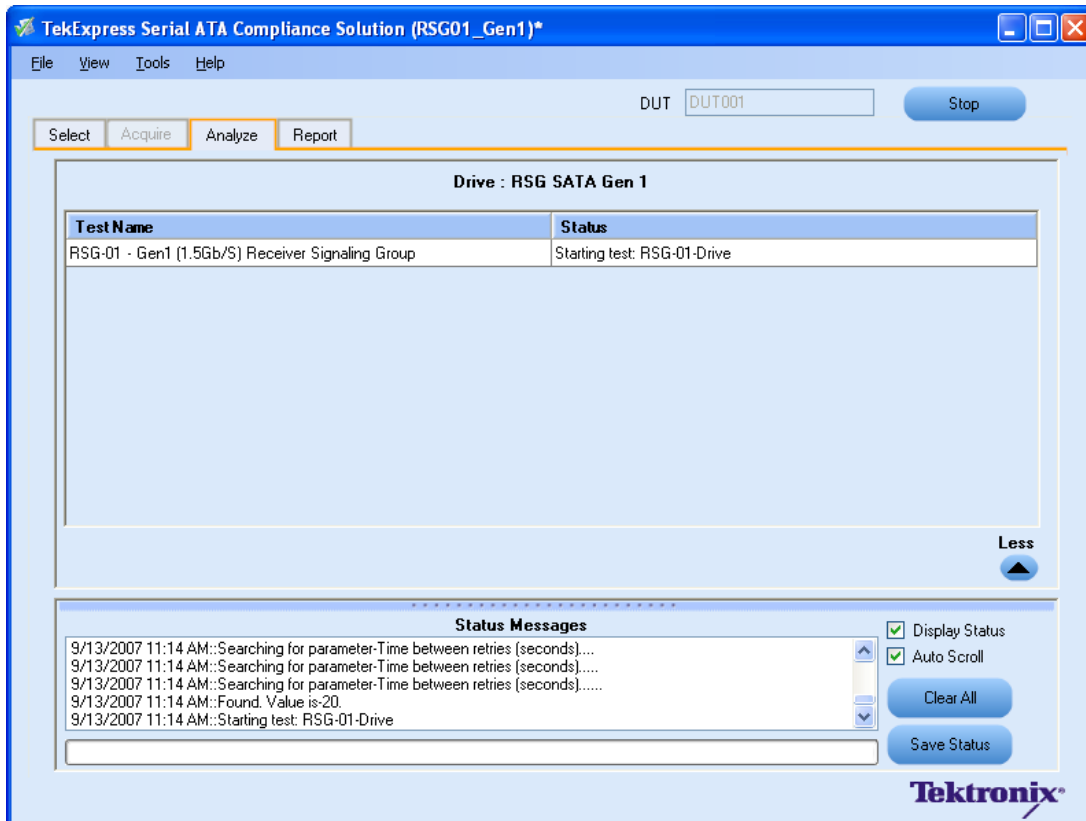 TekExpress Serial ATA Compliance Solution (RSG01_Gen1)*
File View Tools Help
DUT DUT001 Stop
Select Acquire Analyze Report
Drive : RSG SATA Gen 1
Test Name Status
RSG-01 - Gen1 (1.5Gb/S) Receiver Signaling Group Starting test: RSG-01-Drive
Less
Status Messages
9/13/2007 11:14 AM::Searching for parameter-Time between retries (seconds)....
9/13/2007 11:14 AM::Searching for parameter-Time between retries (seconds).....
9/13/2007 11:14 AM::Searching for parameter-Time between retries (seconds)......
9/13/2007 11:14 AM::Found. Value is-20.
9/13/2007 11:14 AM::Starting test: RSG-01-Drive
Display Status
Auto Scroll
Clear All
Save Status
Tektronix